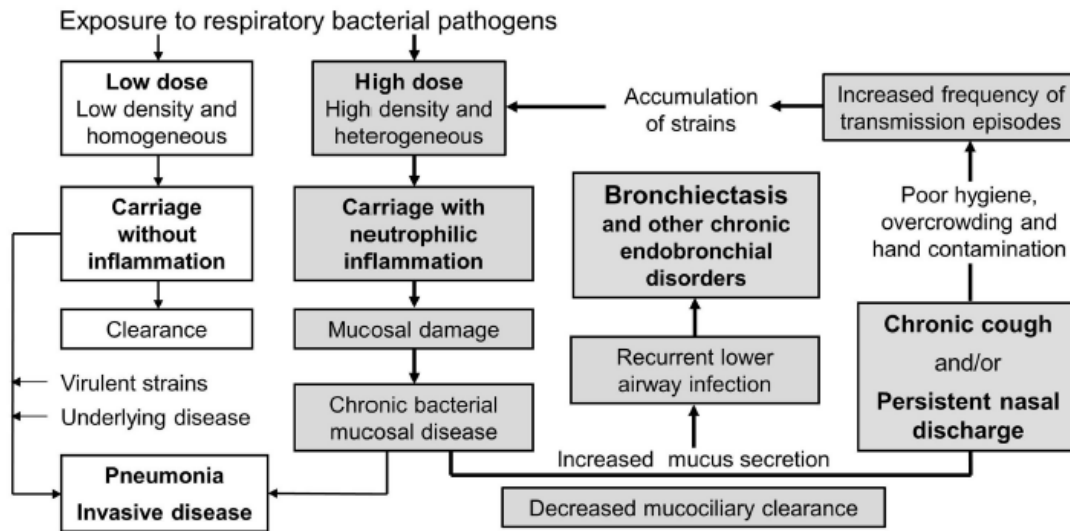 Exposure to respiratory bacterial pathogens
Low dose
Low density and
homogeneous
High dose
High density and
heterogeneous
Accumulation
of strains
Increased frequency of
transmission episodes
Carriage
without
inflammation
Carriage with
neutrophilic
inflammation
Bronchiectasis
and other chronic
endobronchial
disorders
Poor hygiene,
overcrowding and
hand contamination
Clearance
Mucosal damage
Recurrent lower
airway infection
Chronic cough
and/or
Persistent nasal
discharge
Virulent strains
Underlying disease
Chronic bacterial
mucosal disease
Increased mucus secretion
Pneumonia
Invasive disease
Decreased mucociliary clearance